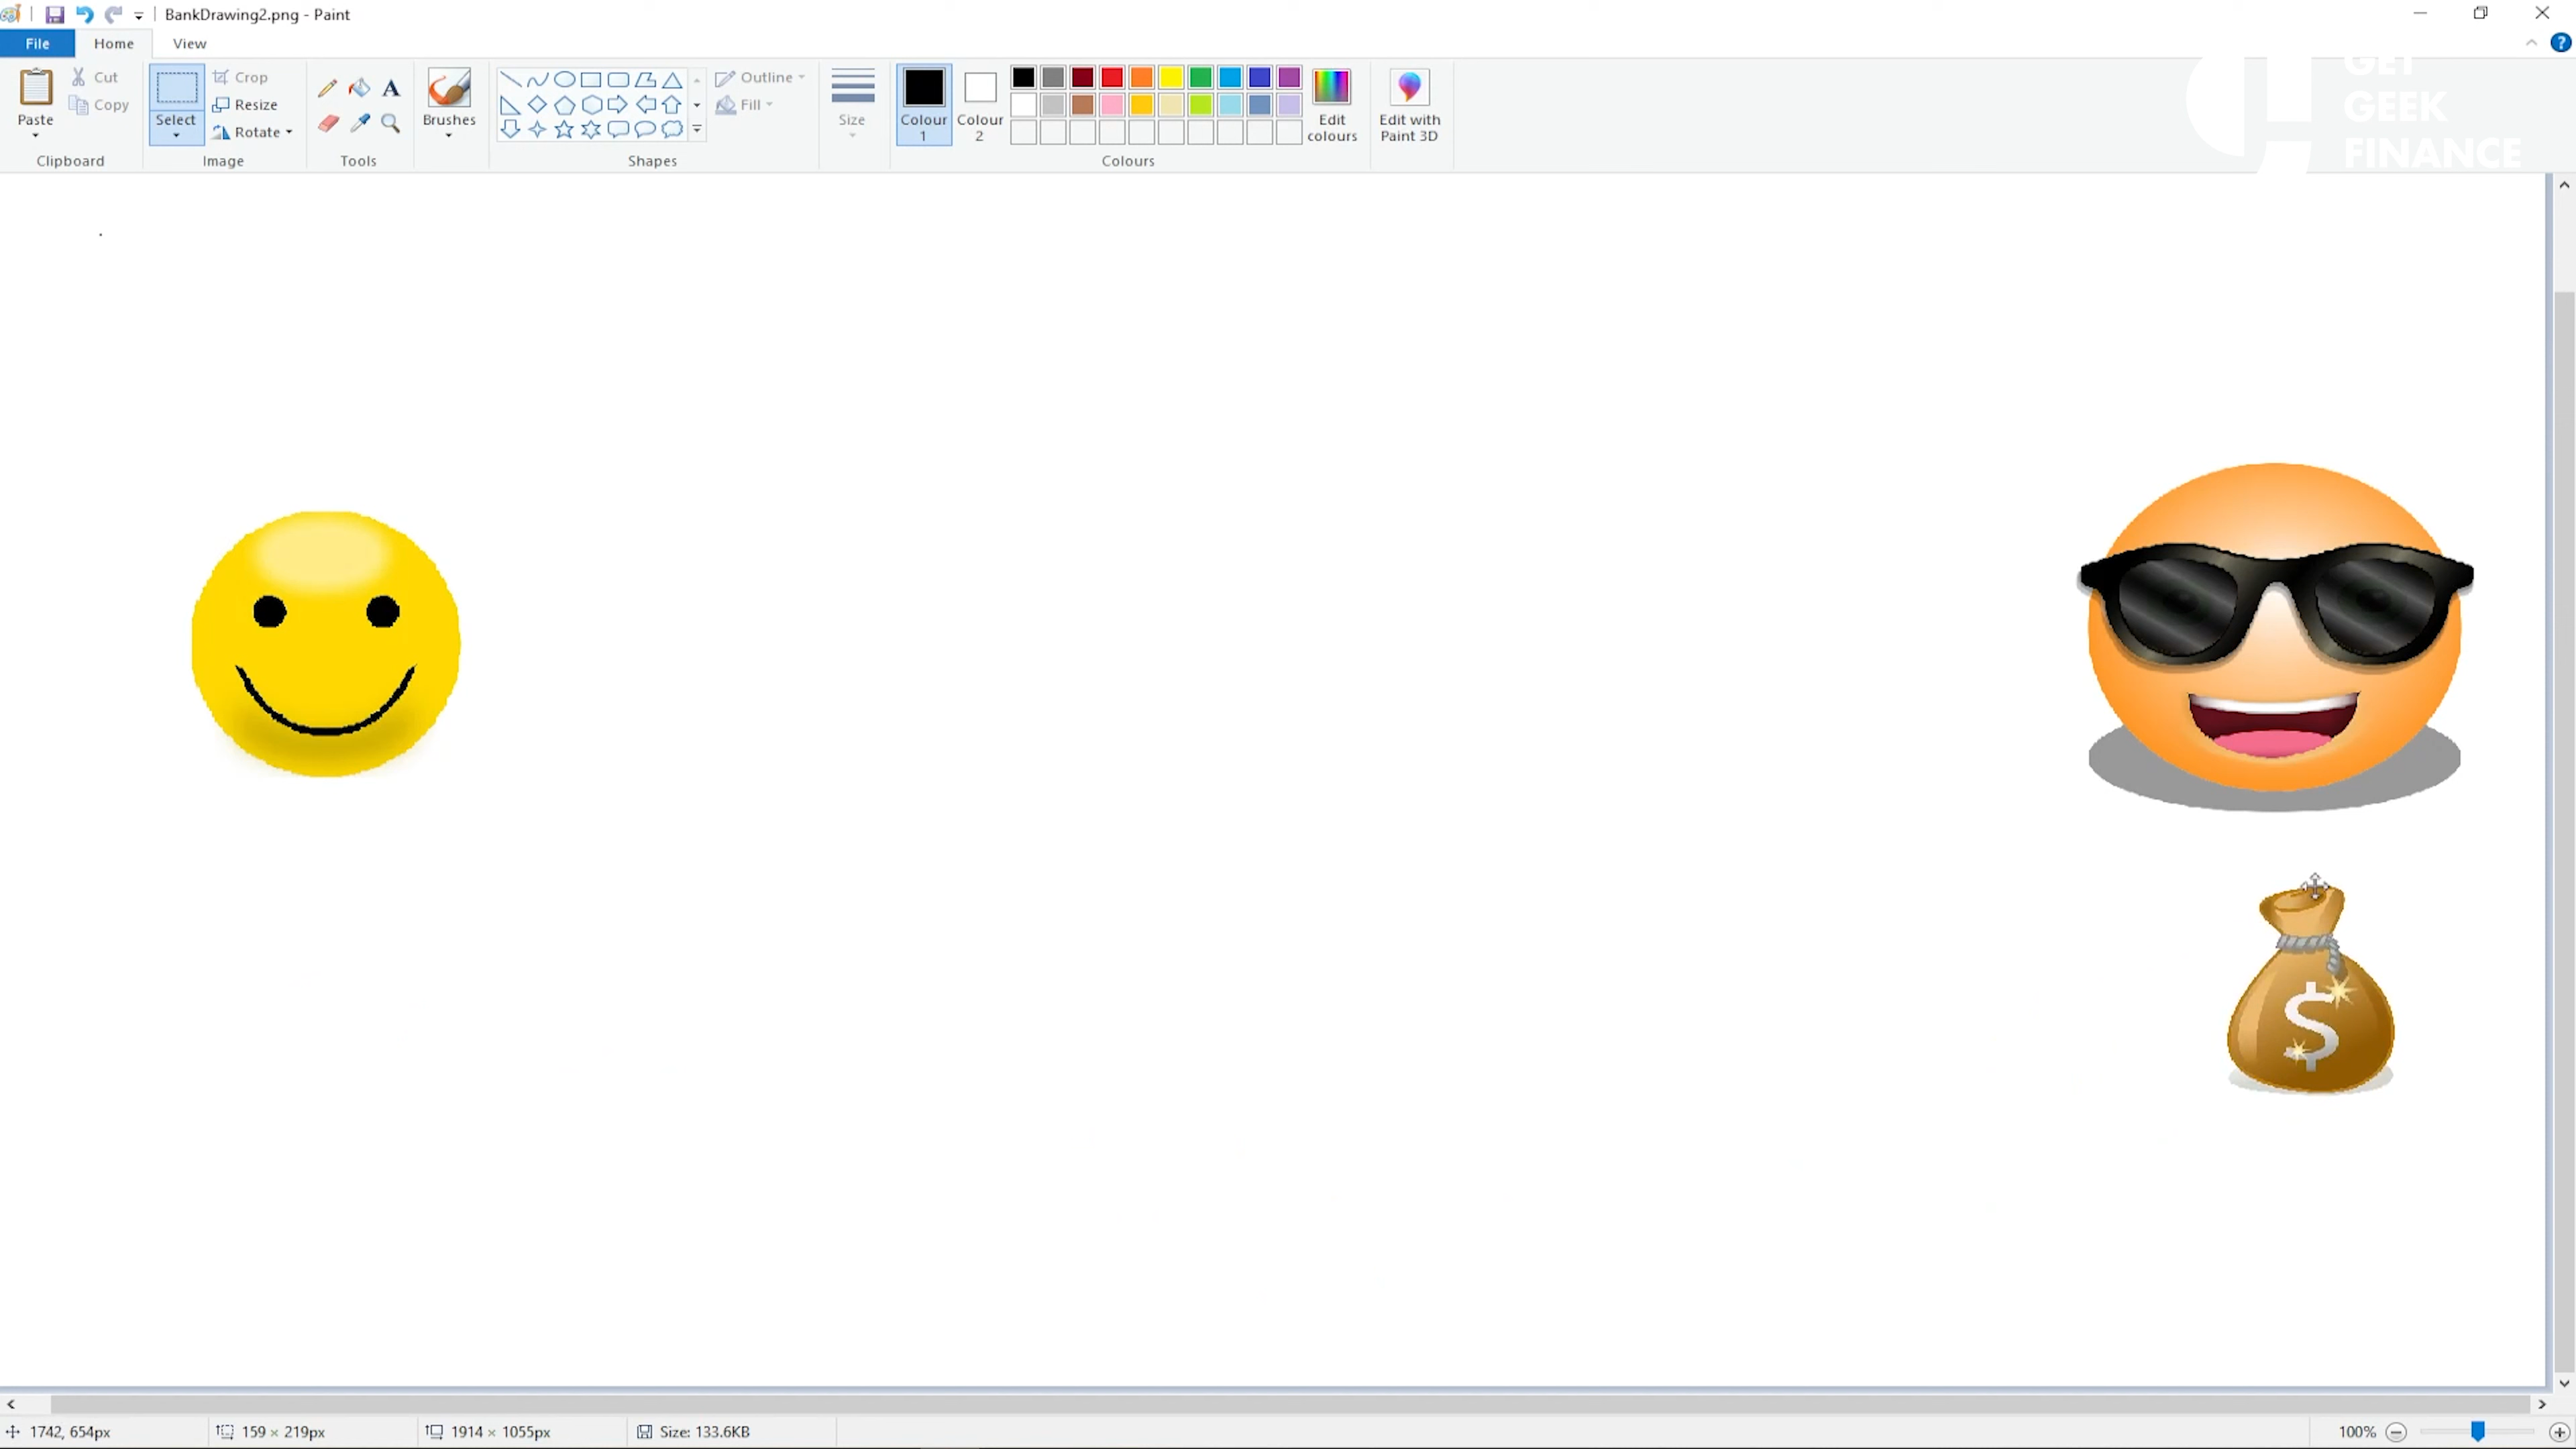 BankDrawing2.png - Paint
File Home View
Paste
Cut
Copy
Clipboard
Select
Crop
Resize
Rotate
Image
A
Tools
Brushes
Shapes
Outline
Fill
Size
Colour 1
Colour 2
Edit colours
Colours
Edit with Paint 3D
?
GET
GEEK
FINANCE
$
1742, 654px
159 × 219px
1914 × 1055px
Size: 133.6KB
100%